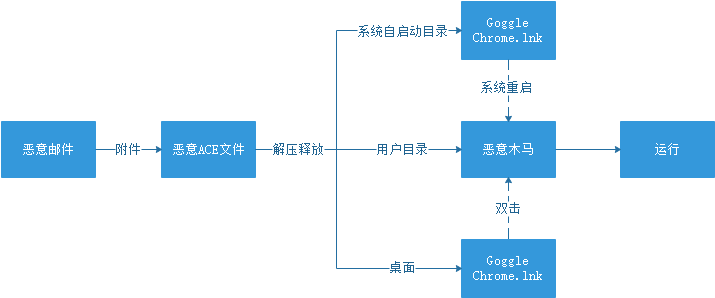 系统自启动目录
Goggle
Chrome.lnk
系统重启
恶意邮件
附件
恶意ACE文件
解压释放
用户目录
恶意木马
运行
双击
桌面
Goggle
Chrome.lnk